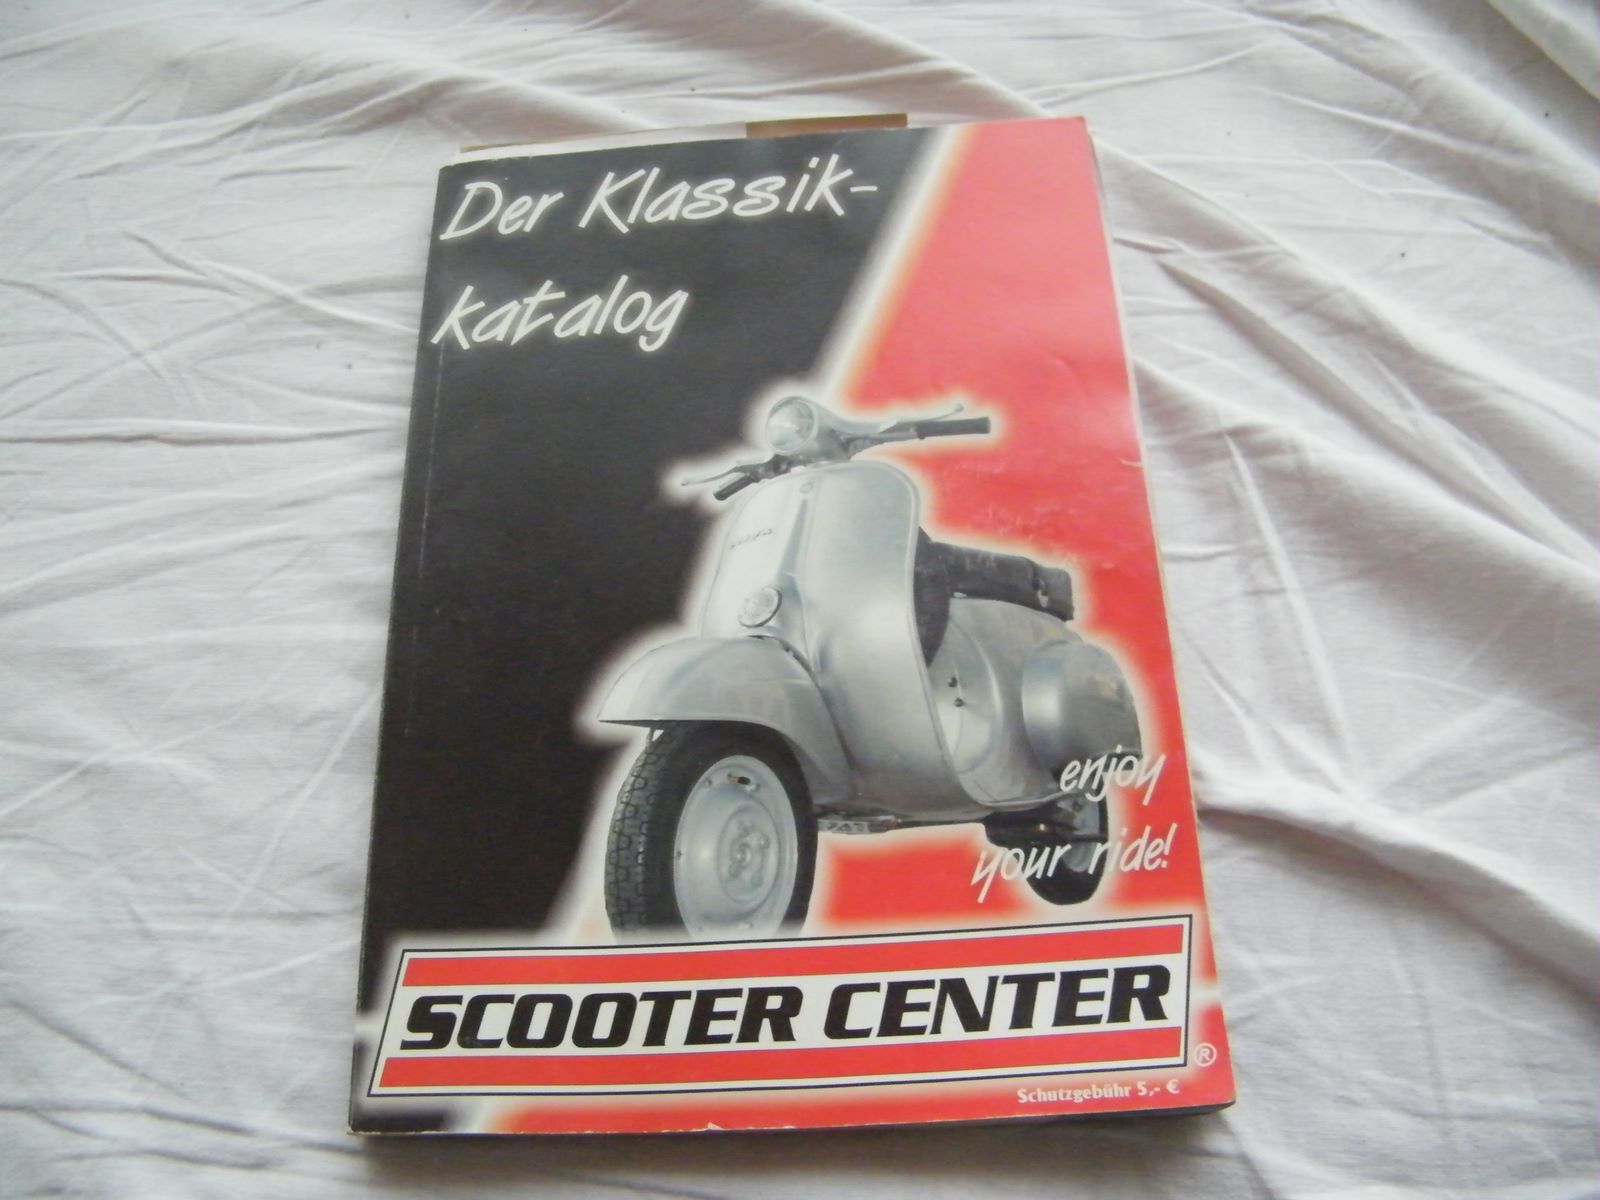 Der Klassik-
katalog
enjoy
your ride!
SCOOTER CENTER
®
Schutzgebühr 5,- €